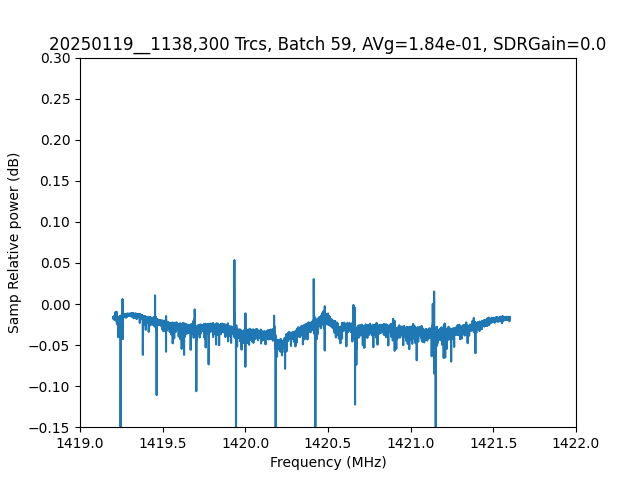 20250119__1138,300 Trcs, Batch 59, AVg=1.84e-01, SDRGain=0.0
0.30
0.25
0.20
0.15
0.10
0.05
0.00
−0.05
−0.10
−0.15
Samp Relative power (dB)
1419.0 1419.5 1420.0 1420.5 1421.0 1421.5 1422.0
Frequency (MHz)